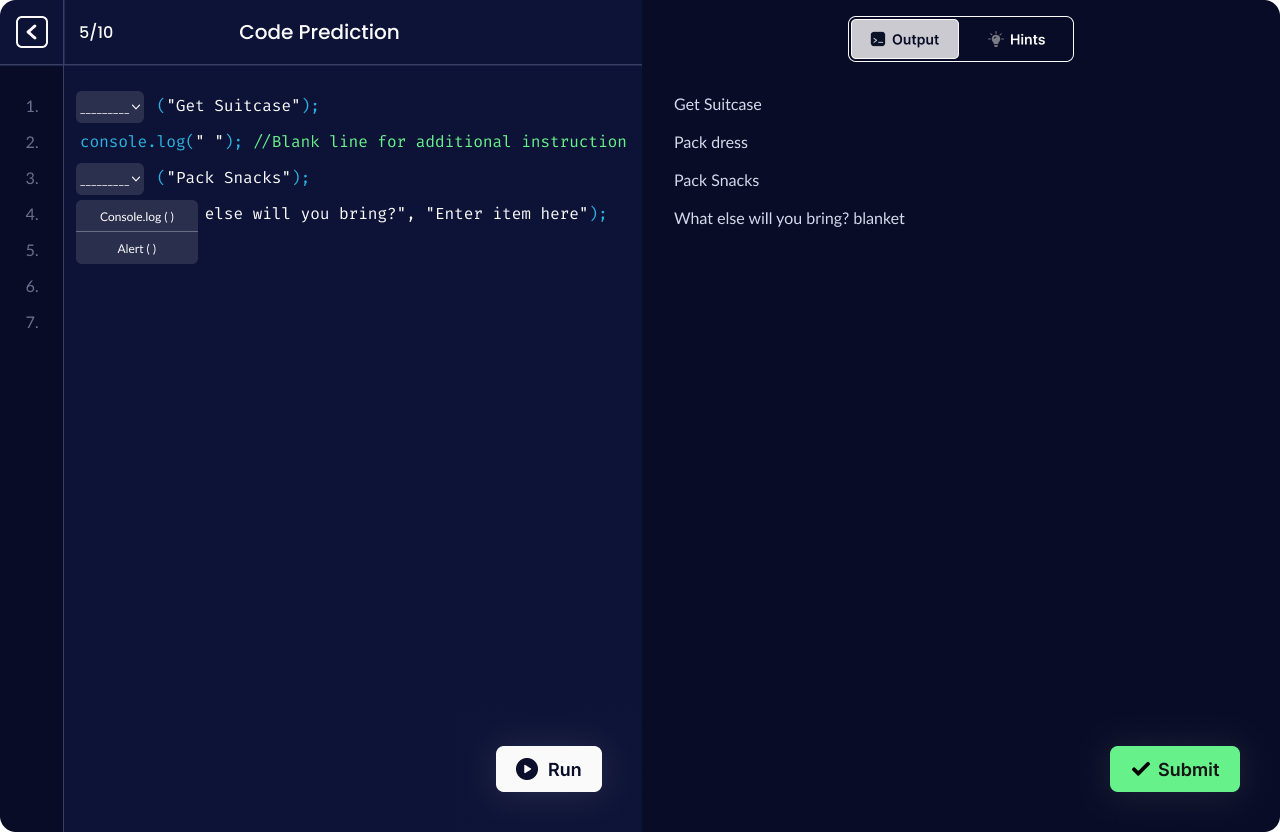 5/10
Code Prediction
1. _________ ("Get Suitcase");
2. console.log(" "); //Blank line for additional instruction
3. _________ ("Pack Snacks");
4. else will you bring?", "Enter item here");
Console.log ( )
Alert ( )
5.
6.
7.
Run
Output
Hints
Get Suitcase
Pack dress
Pack Snacks
What else will you bring? blanket
Submit